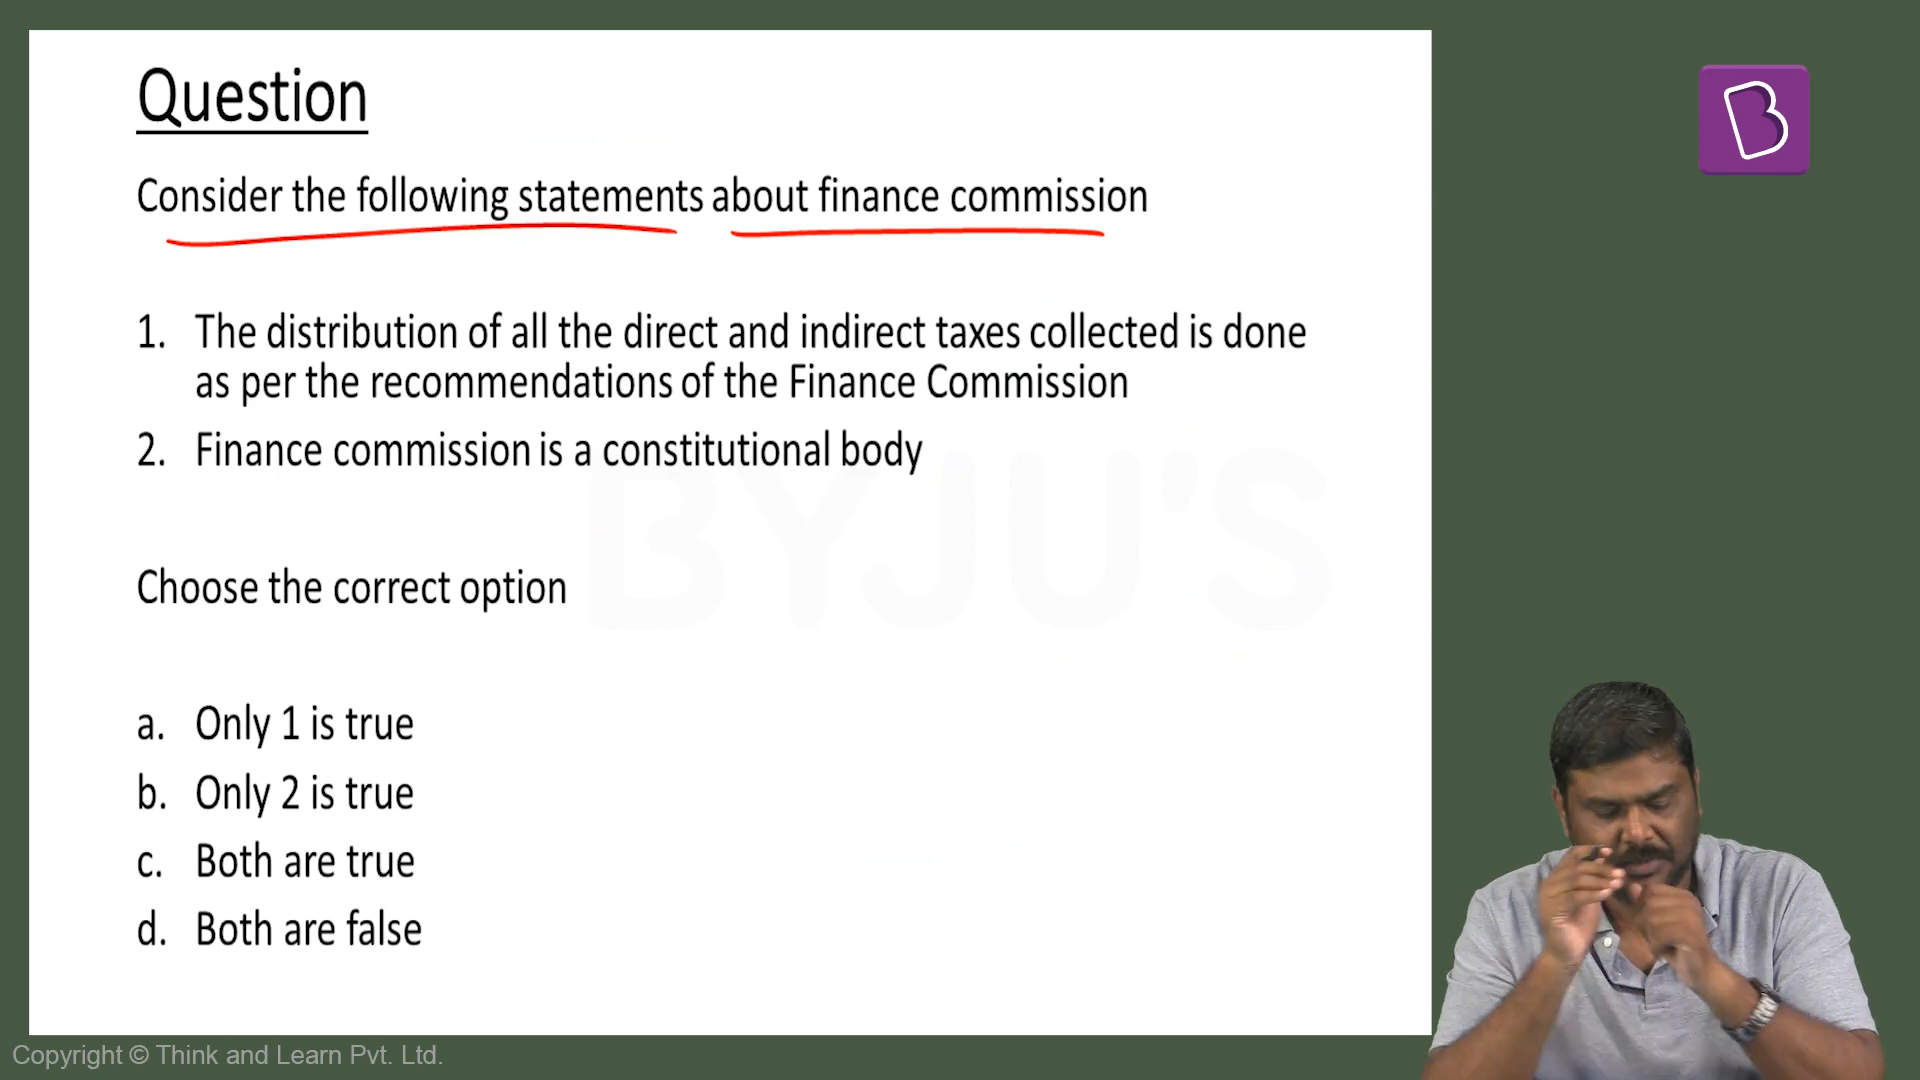 Question
Consider the following statements about finance commission
1. The distribution of all the direct and indirect taxes collected is done
as per the recommendations of the Finance Commission
2. Finance commission is a constitutional body
BYJU'S
Choose the correct option
a. Only 1 is true
b. Only 2 is true
c. Both are true
d. Both are false
B
Copyright © Think and Learn Pvt. Ltd.